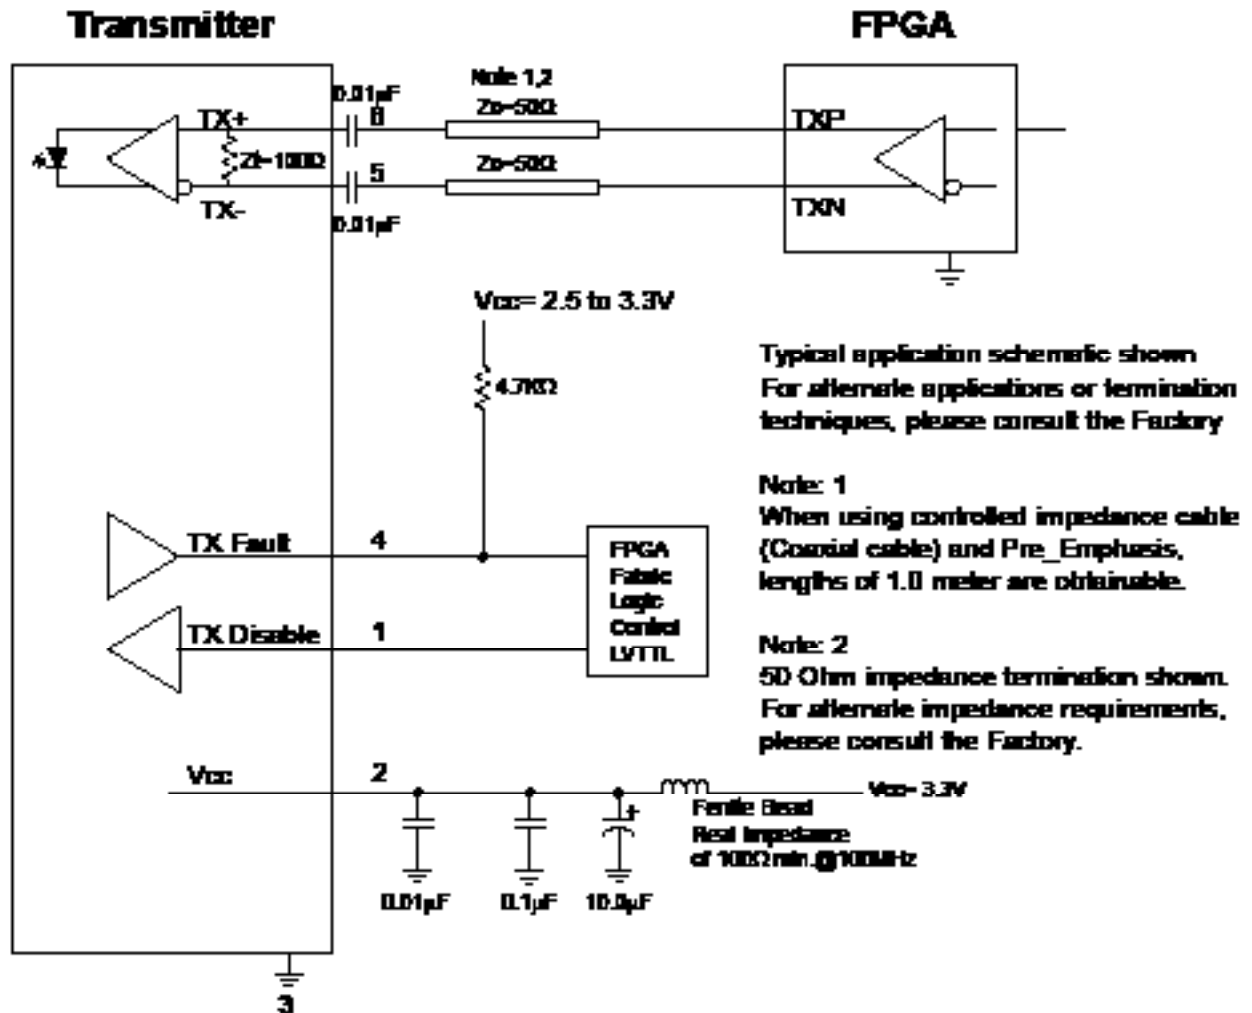 Transmitter
FPGA
0.01µF
6
Note 1,2
Zo=50Ω
TX+
TXP
Zt=100Ω
5
Zo=50Ω
TX-
TXN
0.01µF
Vcc= 2.5 to 3.3V
4.7KΩ
Typical application schematic shown
For alternate applications or termination
techniques, please consult the Factory
Note: 1
When using controlled impedance cable
(Coaxial cable) and Pre_Emphasis,
lengths of 1.0 meter are obtainable.
TX Fault
4
FPGA
Fabric
Logic
Control
LVTTL
TX Disable
1
Note: 2
50 Ohm impedance termination shown.
For alternate impedance requirements,
please consult the Factory.
Vcc
2
Vcc= 3.3V
+
Ferrite Bead
Real Impedance
of 100Ω min.@100MHz
0.01µF
0.1µF
10.0µF
3